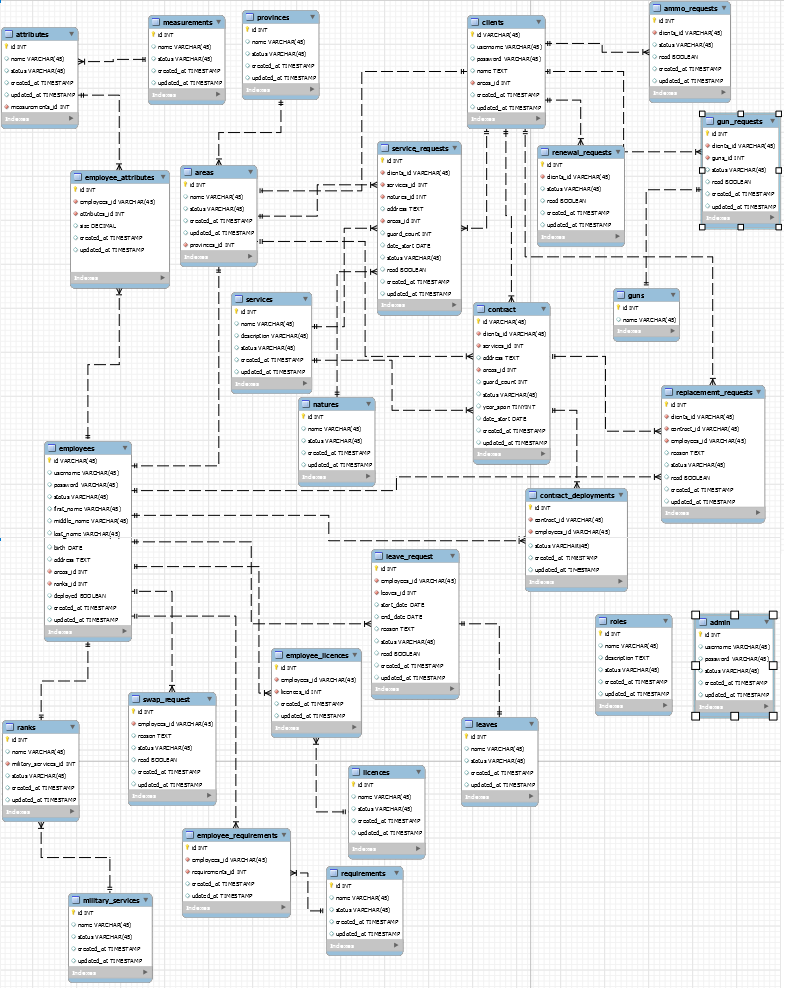 attributes
id INT
name VARCHAR(45)
status VARCHAR(45)
created_at TIMESTAMP
updated_at TIMESTAMP
measurements_id INT
Indexes
measurements
id INT
name VARCHAR(45)
status VARCHAR(45)
created_at TIMESTAMP
updated_at TIMESTAMP
Indexes
provinces
id INT
name VARCHAR(45)
status VARCHAR(45)
created_at TIMESTAMP
updated_at TIMESTAMP
Indexes
clients
id VARCHAR(45)
username VARCHAR(45)
password VARCHAR(45)
name TEXT
areas_id INT
created_at TIMESTAMP
updated_at TIMESTAMP
Indexes
ammo_requests
id INT
clients_id VARCHAR(45)
status VARCHAR(45)
read BOOLEAN
created_at TIMESTAMP
updated_at TIMESTAMP
Indexes
gun_requests
id INT
clients_id VARCHAR(45)
guns_id INT
status VARCHAR(45)
read BOOLEAN
created_at TIMESTAMP
updated_at TIMESTAMP
Indexes
employee_attributes
id INT
employees_id VARCHAR(45)
attributes_id INT
size DECIMAL
created_at TIMESTAMP
updated_at TIMESTAMP
Indexes
areas
id INT
name VARCHAR(45)
status VARCHAR(45)
created_at TIMESTAMP
updated_at TIMESTAMP
provinces_id INT
Indexes
service_requests
id INT
clients_id VARCHAR(45)
services_id INT
natures_id INT
address TEXT
areas_id INT
guard_count INT
date_start DATE
status VARCHAR(45)
read BOOLEAN
created_at TIMESTAMP
updated_at TIMESTAMP
Indexes
renewal_requests
id INT
clients_id VARCHAR(45)
status VARCHAR(45)
read BOOLEAN
created_at TIMESTAMP
updated_at TIMESTAMP
Indexes
services
id INT
name VARCHAR(45)
description VARCHAR(45)
status VARCHAR(45)
created_at TIMESTAMP
updated_at TIMESTAMP
Indexes
guns
id INT
name VARCHAR(45)
Indexes
contract
id VARCHAR(45)
clients_id VARCHAR(45)
services_id INT
address TEXT
areas_id INT
guard_count INT
status VARCHAR(45)
year_span TINYINT
date_start DATE
created_at TIMESTAMP
updated_at TIMESTAMP
Indexes
natures
id INT
name VARCHAR(45)
status VARCHAR(45)
created_at TIMESTAMP
updated_at TIMESTAMP
Indexes
replacement_requests
id INT
clients_id VARCHAR(45)
contract_id VARCHAR(45)
employees_id VARCHAR(45)
reason TEXT
status VARCHAR(45)
read BOOLEAN
created_at TIMESTAMP
updated_at TIMESTAMP
Indexes
employees
id VARCHAR(45)
username VARCHAR(45)
password VARCHAR(45)
status VARCHAR(45)
first_name VARCHAR(45)
middle_name VARCHAR(45)
last_name VARCHAR(45)
birth DATE
address TEXT
areas_id INT
ranks_id INT
deployed BOOLEAN
created_at TIMESTAMP
updated_at TIMESTAMP
Indexes
contract_deployments
id INT
contract_id VARCHAR(45)
employees_id VARCHAR(45)
status VARCHAR(45)
created_at TIMESTAMP
updated_at TIMESTAMP
Indexes
leave_request
id INT
employees_id VARCHAR(45)
leaves_id INT
start_date DATE
end_date DATE
reason TEXT
status VARCHAR(45)
read BOOLEAN
created_at TIMESTAMP
updated_at TIMESTAMP
Indexes
roles
id INT
name VARCHAR(45)
description TEXT
status VARCHAR(45)
created_at TIMESTAMP
updated_at TIMESTAMP
Indexes
admin
id INT
username VARCHAR(45)
password VARCHAR(45)
status VARCHAR(45)
created_at TIMESTAMP
updated_at TIMESTAMP
Indexes
employee_licences
id INT
employees_id VARCHAR(45)
licences_id INT
created_at TIMESTAMP
updated_at TIMESTAMP
Indexes
swap_request
id INT
employees_id VARCHAR(45)
reason TEXT
status VARCHAR(45)
read BOOLEAN
created_at TIMESTAMP
updated_at TIMESTAMP
Indexes
ranks
id INT
name VARCHAR(45)
military_services_id INT
status VARCHAR(45)
created_at TIMESTAMP
updated_at TIMESTAMP
Indexes
leaves
id INT
name VARCHAR(45)
status VARCHAR(45)
created_at TIMESTAMP
updated_at TIMESTAMP
Indexes
licences
id INT
name VARCHAR(45)
status VARCHAR(45)
created_at TIMESTAMP
updated_at TIMESTAMP
Indexes
employee_requirements
id INT
employees_id VARCHAR(45)
requirements_id INT
created_at TIMESTAMP
udated_at TIMESTAMP
Indexes
requirements
id INT
name VARCHAR(45)
status VARCHAR(45)
created_at TIMESTAMP
updated_at TIMESTAMP
Indexes
military_services
id INT
name VARCHAR(45)
status VARCHAR(45)
created_at TIMESTAMP
updated_at TIMESTAMP
Indexes